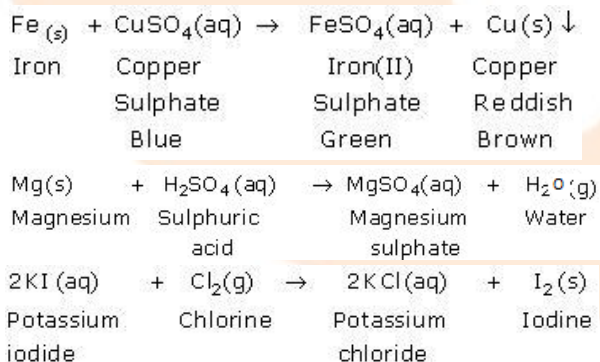 Fe (s) + CuSO₄(aq) → FeSO₄(aq) + Cu(s) ↓
Iron Copper Iron(II) Copper
Sulphate Sulphate Reddish
Blue Green Brown
Mg(s) + H₂SO₄(aq) → MgSO₄(aq) + H₂O(g)
Magnesium Sulphuric Magnesium Water
acid sulphate
2KI (aq) + Cl₂(g) → 2KCl(aq) + I₂(s)
Potassium Chlorine Potassium Iodine
iodide chloride